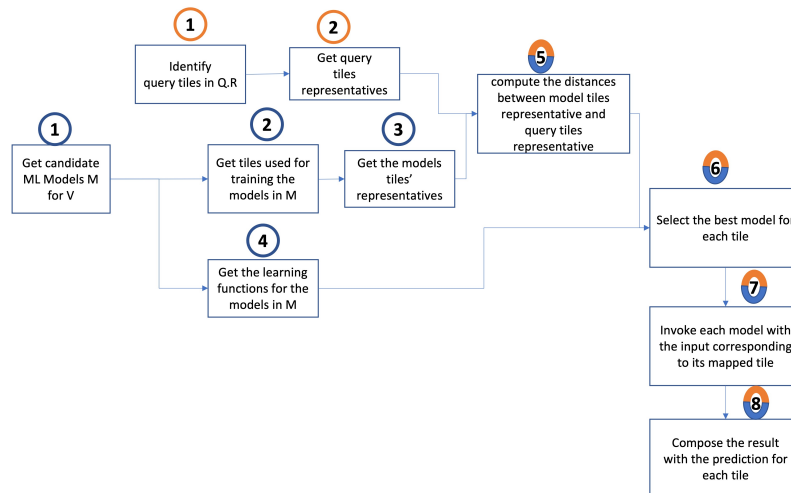 1
Identify
query tiles in Q.R
2
Get query
tiles
representatives
5
compute the distances
between model tiles
representative and
query tiles
representative
1
Get candidate
ML Models M
for V
2
Get tiles used for
training the
models in M
3
Get the models
tiles’
representatives
4
Get the learning
functions for the
models in M
6
Select the best model for
each tile
7
Invoke each model with
the input corresponding
to its mapped tile
8
Compose the result
with the prediction for
each tile